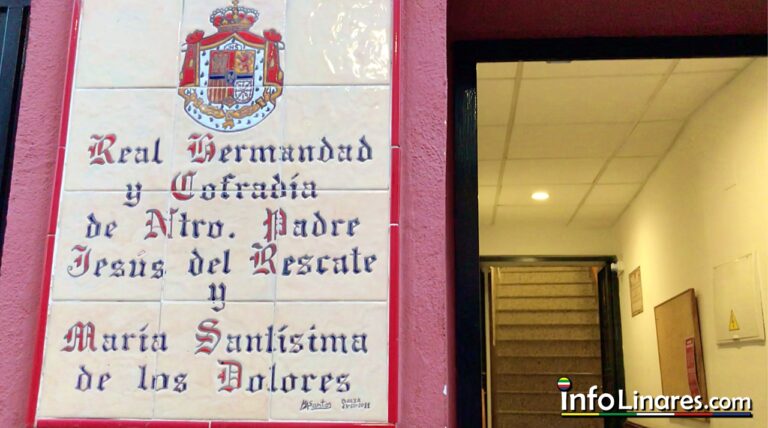 Real Hermandad
y Cofradía
de Ntro. Padre
Jesús del Rescate
y
María Santísima
de los Dolores
InfoLinares.com